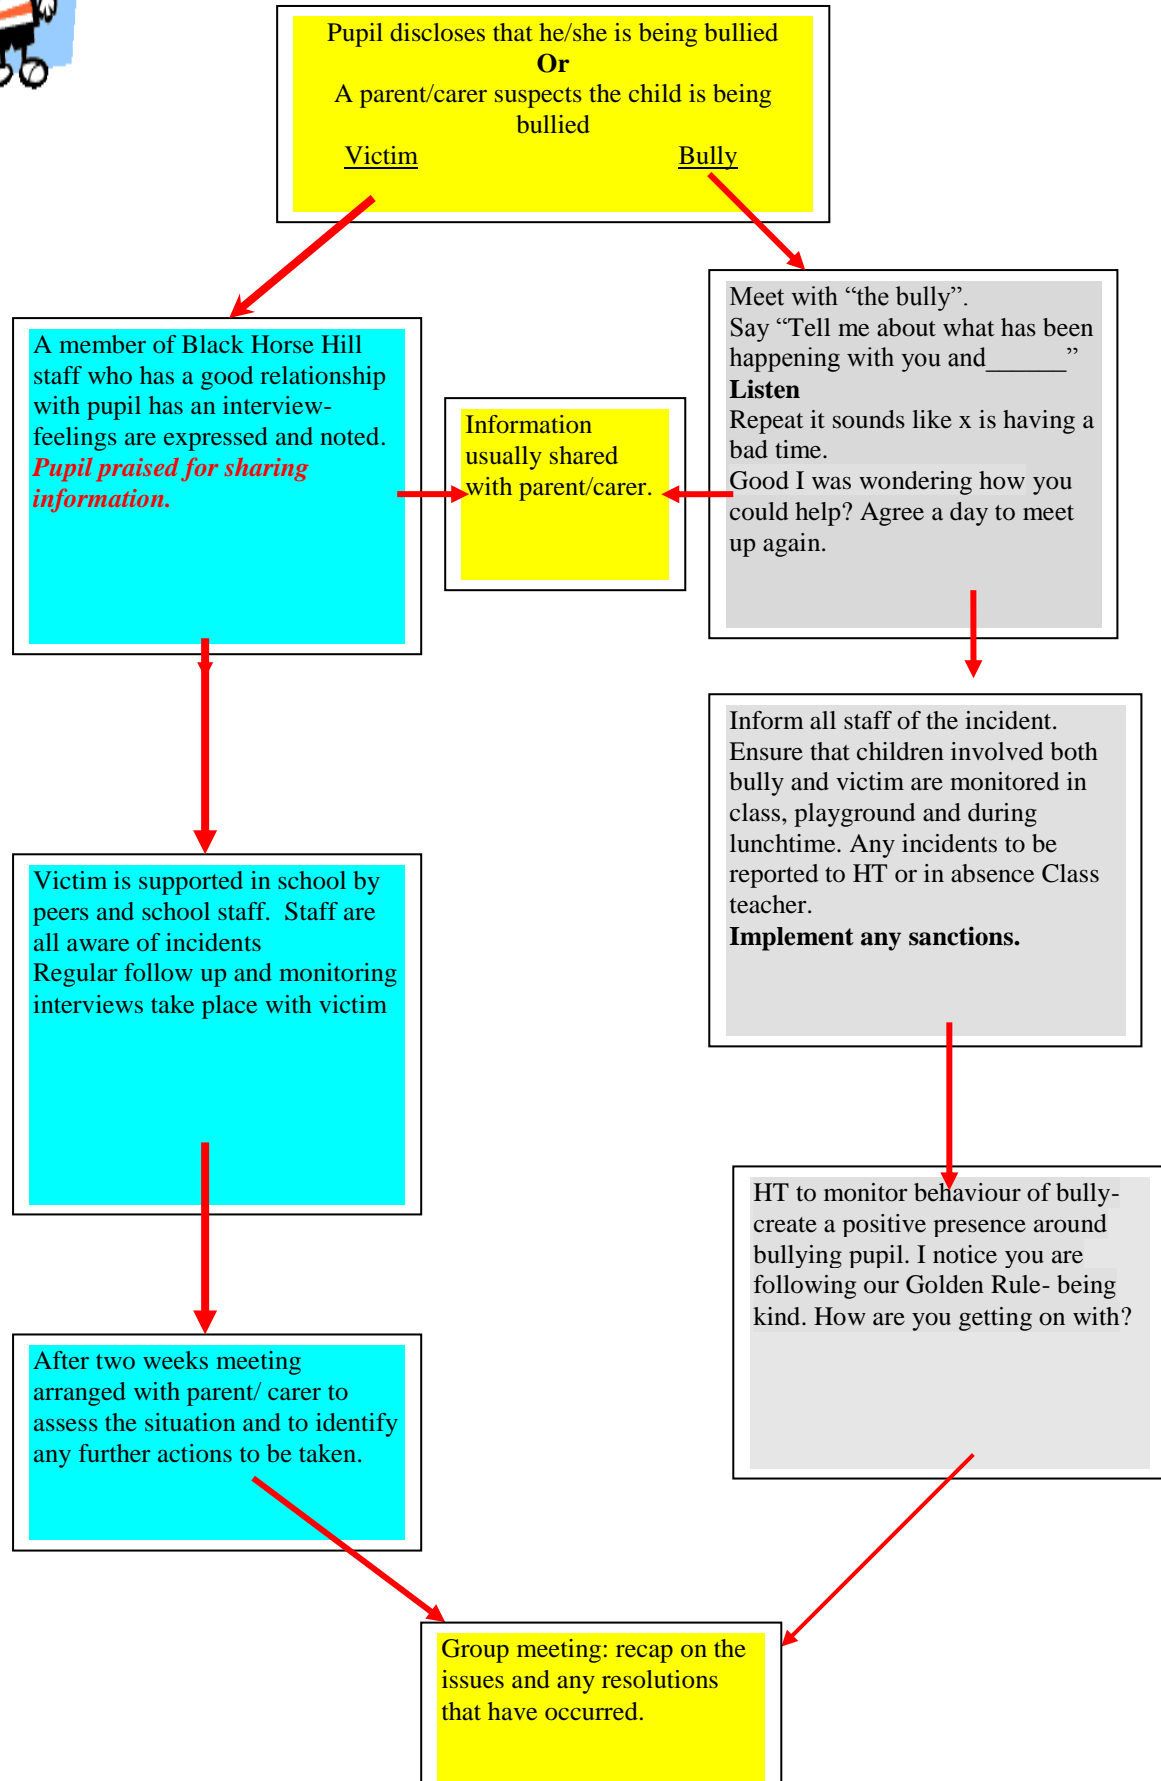 Pupil discloses that he/she is being bullied
Or
A parent/carer suspects the child is being
bullied
Victim Bully
Meet with “the bully”.
Say “Tell me about what has been
happening with you and______”
Listen
Repeat it sounds like x is having a
bad time.
Good I was wondering how you
could help? Agree a day to meet
up again.
A member of Black Horse Hill
staff who has a good relationship
with pupil has an interview-
feelings are expressed and noted.
Pupil praised for sharing
information.
Information
usually shared
with parent/carer.
Inform all staff of the incident.
Ensure that children involved both
bully and victim are monitored in
class, playground and during
lunchtime. Any incidents to be
reported to HT or in absence Class
teacher.
Implement any sanctions.
Victim is supported in school by
peers and school staff.  Staff are
all aware of incidents
Regular follow up and monitoring
interviews take place with victim
HT to monitor behaviour of bully-
create a positive presence around
bullying pupil. I notice you are
following our Golden Rule- being
kind. How are you getting on with?
After two weeks meeting
arranged with parent/ carer to
assess the situation and to identify
any further actions to be taken.
Group meeting: recap on the
issues and any resolutions
that have occurred.